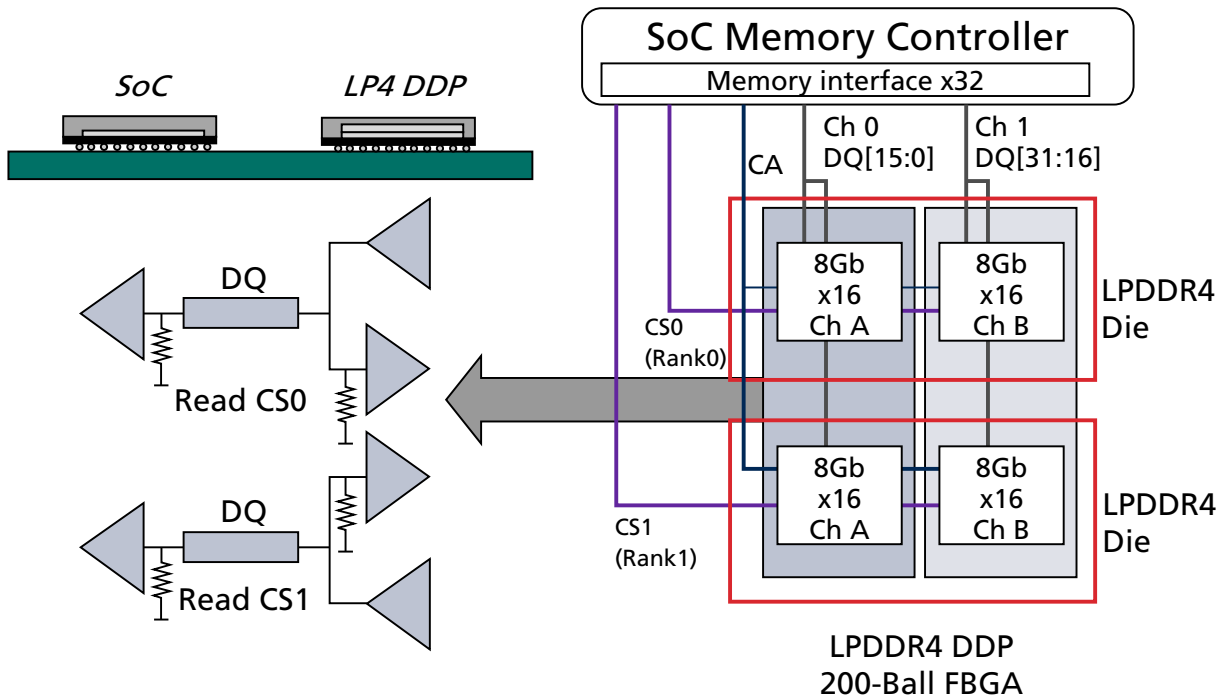 SoC
LP4 DDP
DQ
Read CS0
DQ
Read CS1
SoC Memory Controller
Memory interface x32
CA
Ch 0
DQ[15:0]
Ch 1
DQ[31:16]
8Gb
x16
Ch A
8Gb
x16
Ch B
LPDDR4
Die
CS0
(Rank0)
8Gb
x16
Ch A
8Gb
x16
Ch B
LPDDR4
Die
CS1
(Rank1)
LPDDR4 DDP
200-Ball FBGA